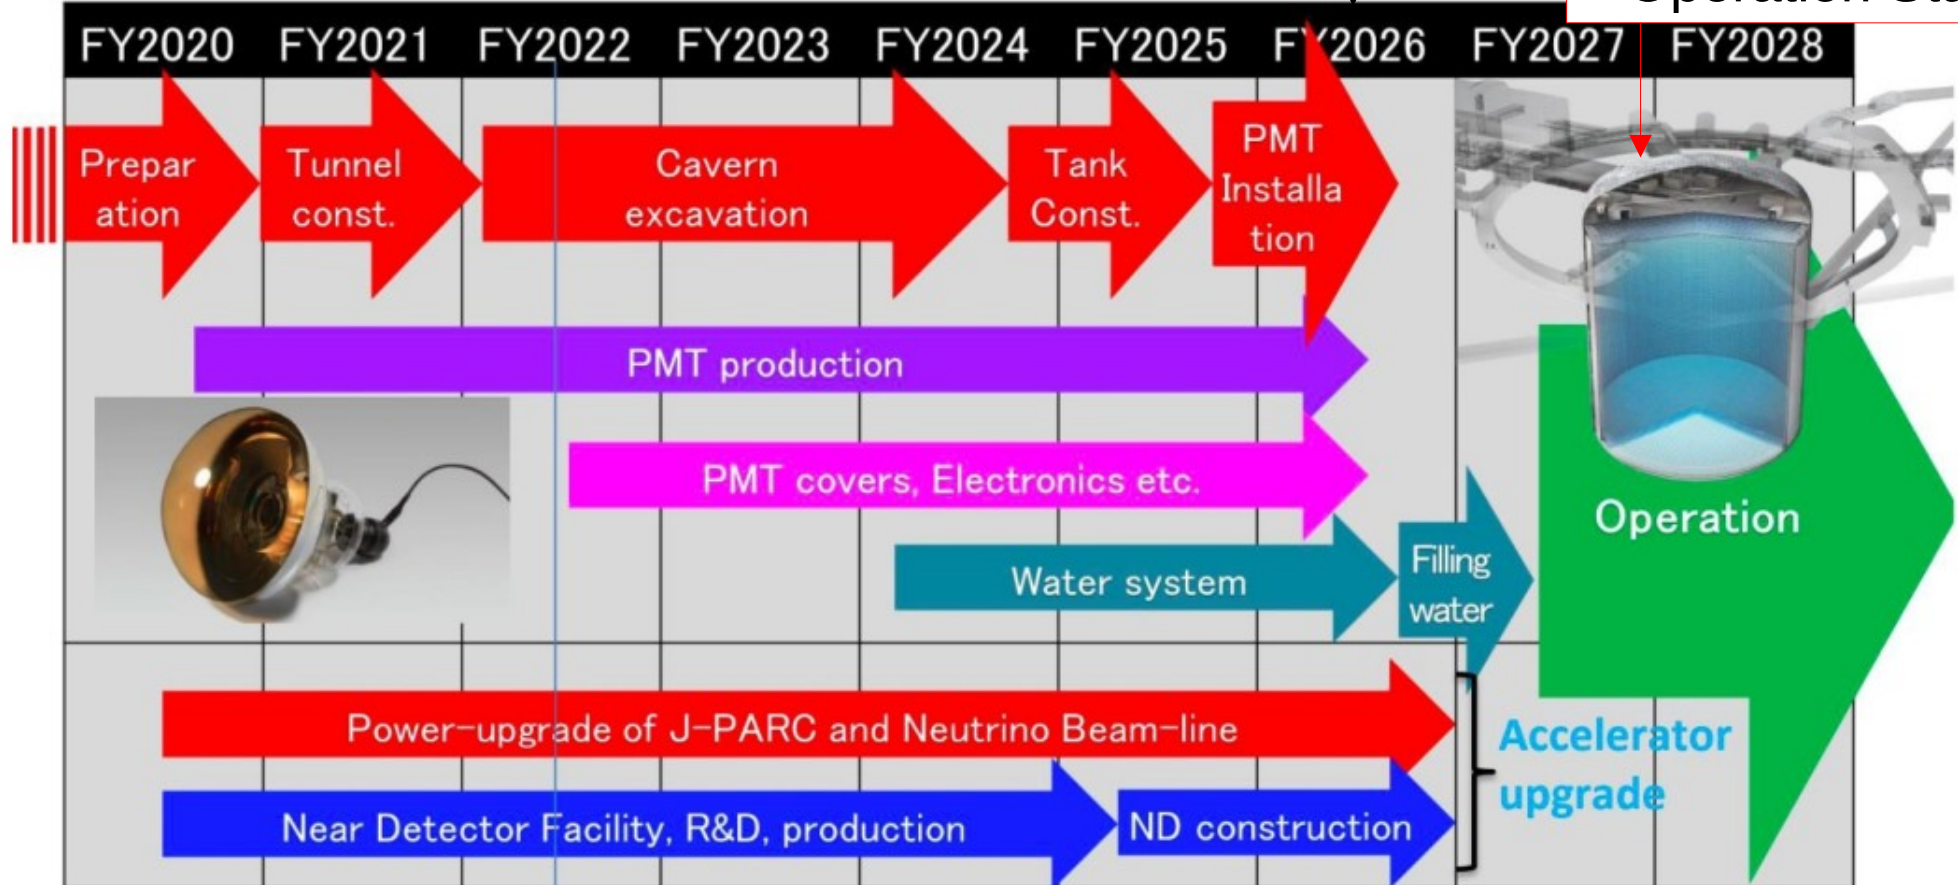 Operation
FY2020 FY2021 FY2022 FY2023 FY2024 FY2025 FY2026 FY2027 FY2028
Prepar
ation
Tunnel
const.
Cavern
excavation
Tank
Const.
PMT
Installa
tion
PMT production
PMT covers, Electronics etc.
Water system
Filling
water
Operation
Power-upgrade of J-PARC and Neutrino Beam-line
Near Detector Facility, R&D, production
ND construction
Accelerator
upgrade